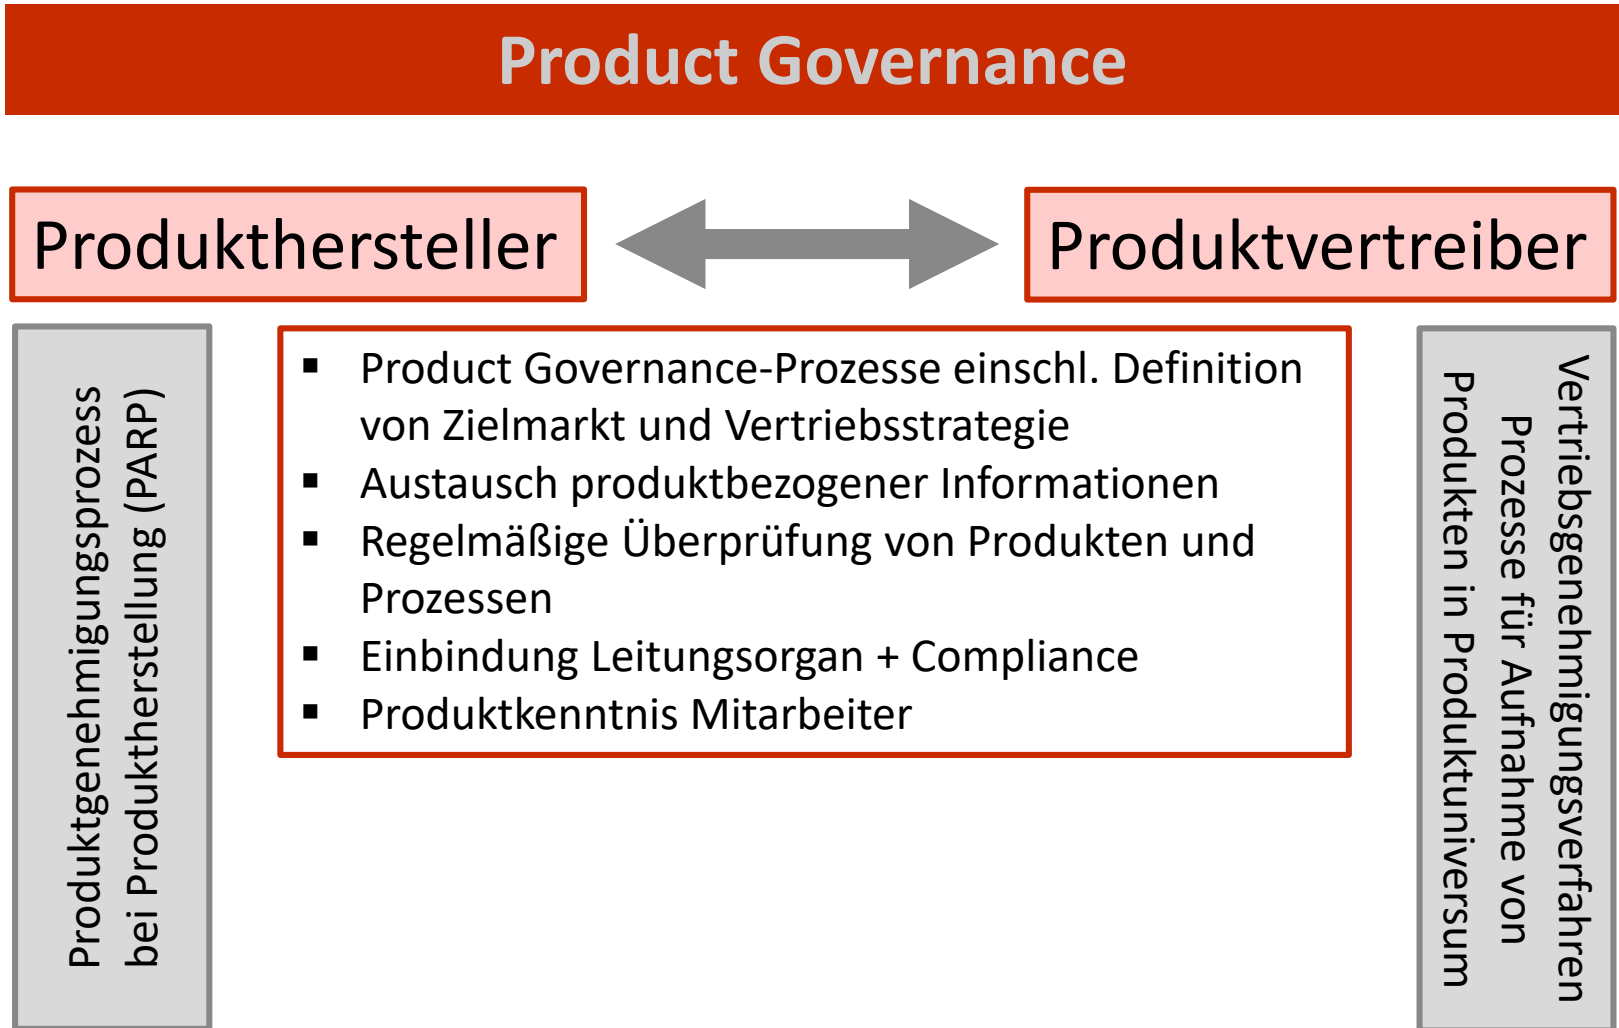 Product Governance
Produkthersteller
Produktvertreiber
Produktgenehmigungsprozess
bei Produktherstellung (PARP)
▪ Product Governance-Prozesse einschl. Definition
von Zielmarkt und Vertriebsstrategie
▪ Austausch produktbezogener Informationen
▪ Regelmäßige Überprüfung von Produkten und
Prozessen
▪ Einbindung Leitungsorgan + Compliance
▪ Produktkenntnis Mitarbeiter
Vertriebsgenehmigungsverfahren
Prozesse für Aufnahme von
Produkten in Produktuniversum